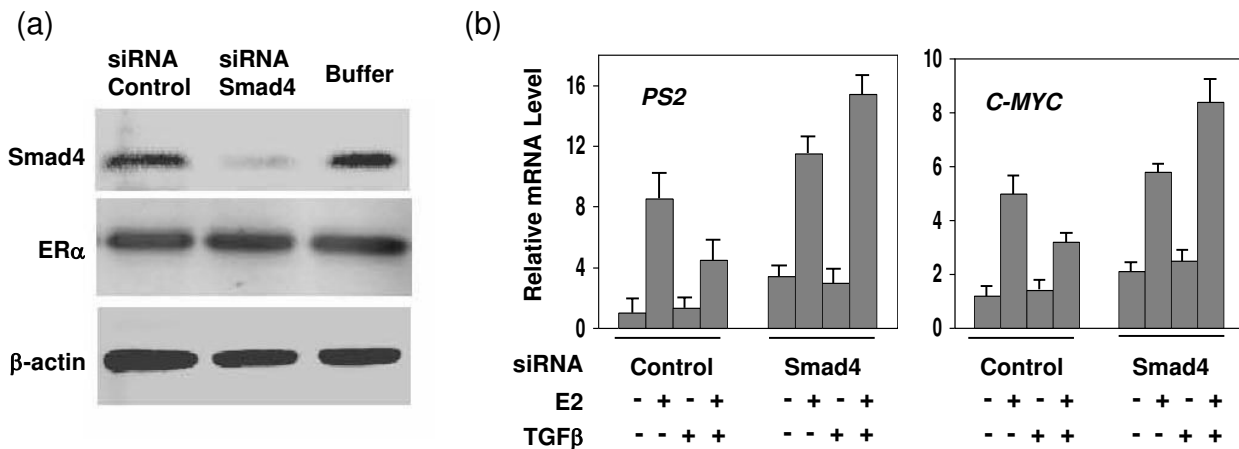 (a)
siRNA Control
siRNA Smad4
Buffer
Smad4
ERα
β-actin
(b)
Relative mRNA Level
16
12
8
4
0
PS2
10
8
6
4
2
0
C-MYC
siRNA Control Smad4 Control Smad4
E2 - + - + - + - + - + - + - + - +
TGFβ - - + + - - + + - - + + - - + +